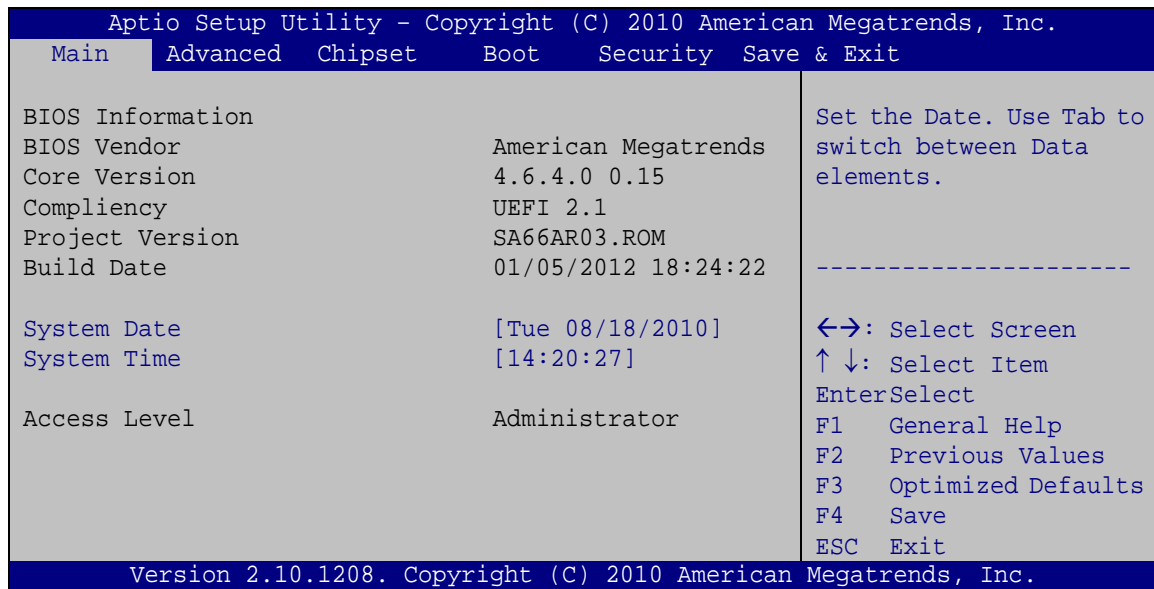 Aptio Setup Utility – Copyright (C) 2010 American Megatrends, Inc.
Main Advanced Chipset Boot Security Save & Exit
BIOS Information
BIOS Vendor American Megatrends
Core Version 4.6.4.0 0.15
Compliency UEFI 2.1
Project Version SA66AR03.ROM
Build Date 01/05/2012 18:24:22
System Date [Tue 08/18/2010]
System Time [14:20:27]
Access Level Administrator
Set the Date. Use Tab to
switch between Data
elements.
----------------------
←→: Select Screen
↑ ↓: Select Item
EnterSelect
F1 General Help
F2 Previous Values
F3 Optimized Defaults
F4 Save
ESC Exit
Version 2.10.1208. Copyright (C) 2010 American Megatrends, Inc.